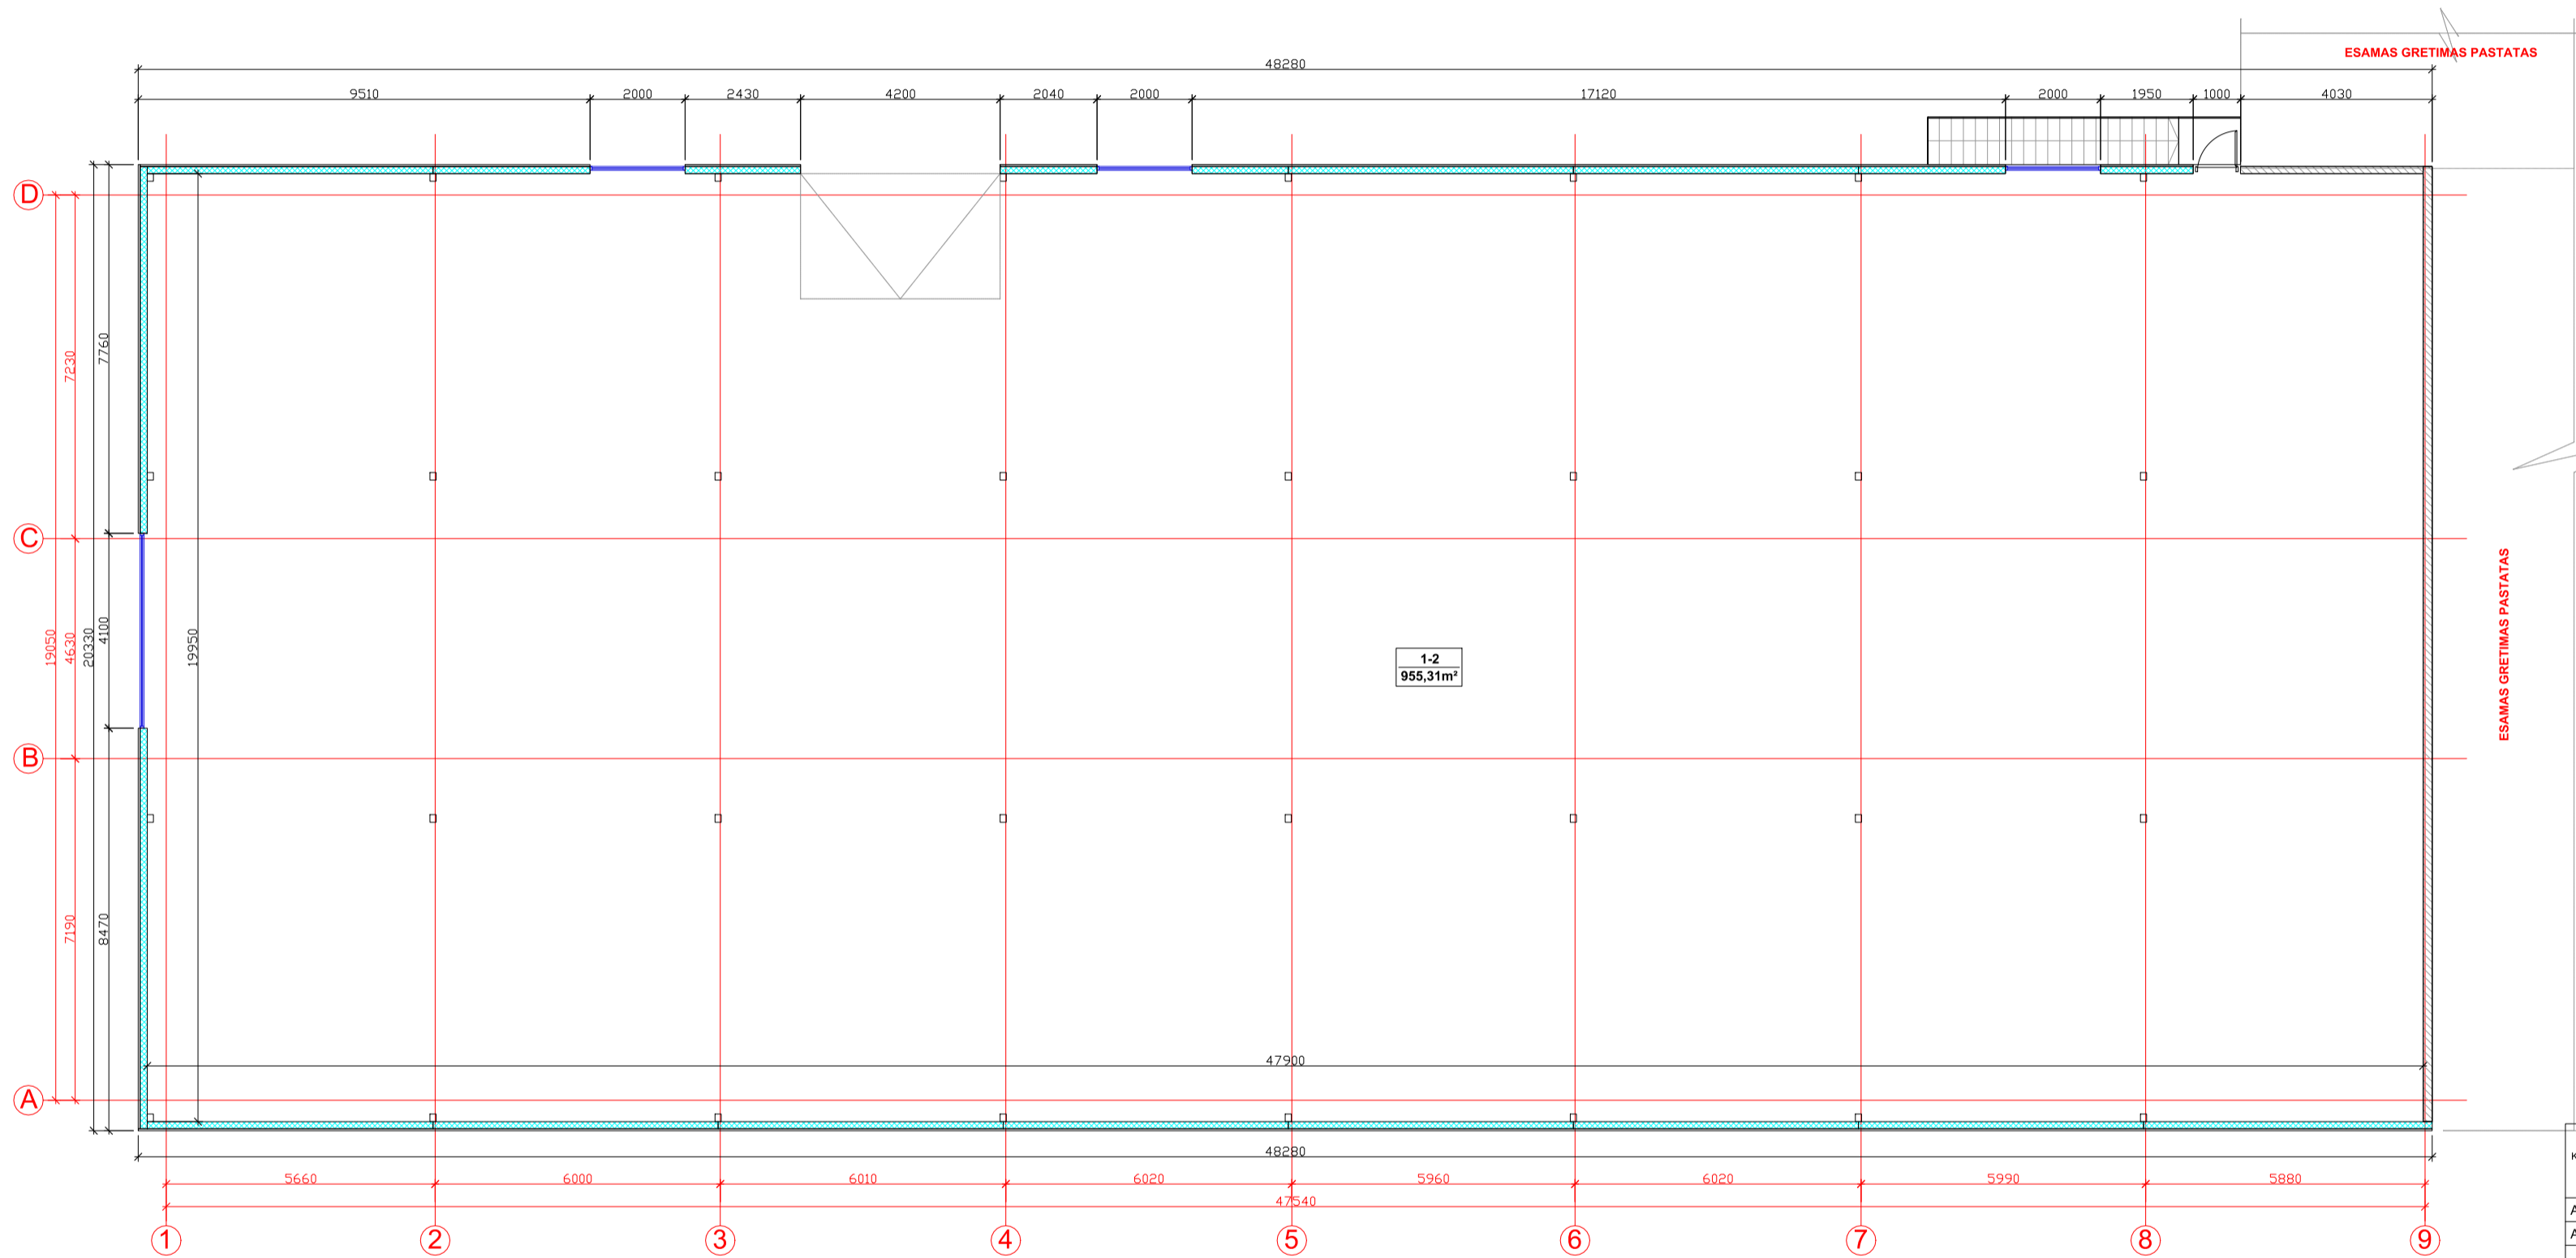 ESAMAS GRETIMAS PASTATAS
48280
9510 2000 2430 4200 2040 2000 17120 2000 1950 1000 4030
D
7760
7230
C
ESAMAS GRETIMAS PASTATAS
19050
4630
20330
4100
19950
1-2
955,31m²
B
8470
7190
47900
A
48280
5660 6000 6010 6020 5960 6020 5990 5880
47540
1 2 3 4 5 6 7 8 9